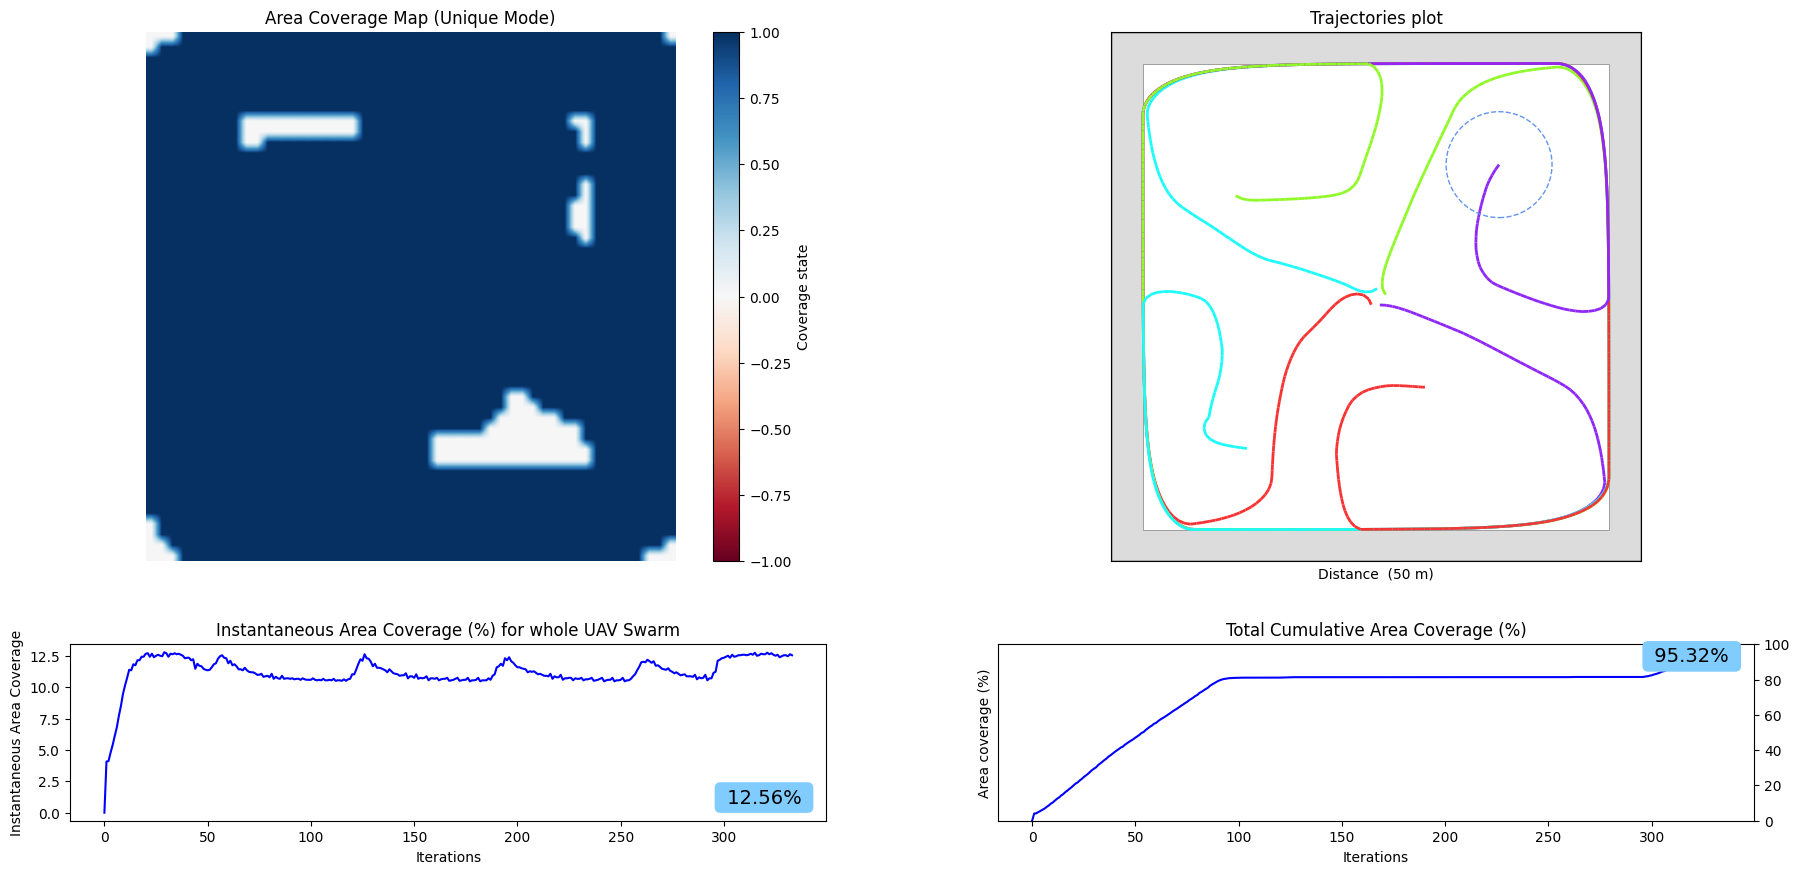 Area Coverage Map (Unique Mode)
1.00
0.75
0.50
0.25
0.00
−0.25
−0.50
−0.75
−1.00
Coverage state
Trajectories plot
Distance  (50 m)
Instantaneous Area Coverage (%) for whole UAV Swarm
Instantaneous Area Coverage
12.5
10.0
7.5
5.0
2.5
0.0
12.56%
0 50 100 150 200 250 300
Iterations
Total Cumulative Area Coverage (%)
Area coverage (%)
95.32%
100
80
60
40
20
0
0 50 100 150 200 250 300
Iterations